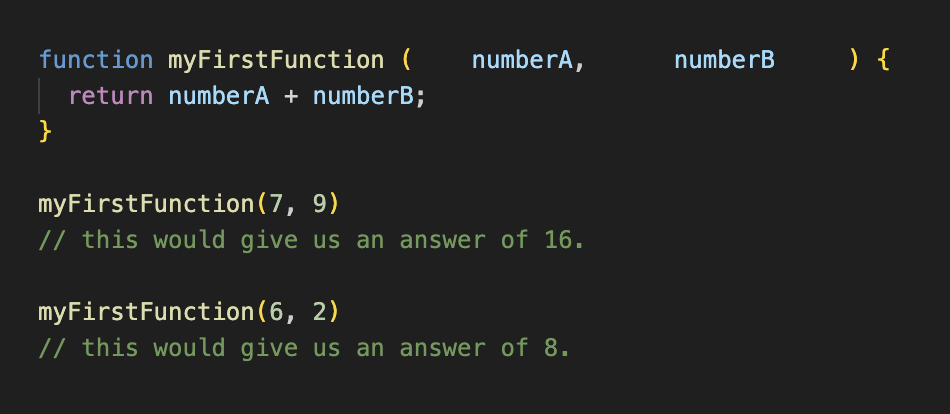 function myFirstFunction (    numberA,      numberB     ) {
  return numberA + numberB;
}
myFirstFunction(7, 9)
// this would give us an answer of 16.
myFirstFunction(6, 2)
// this would give us an answer of 8.